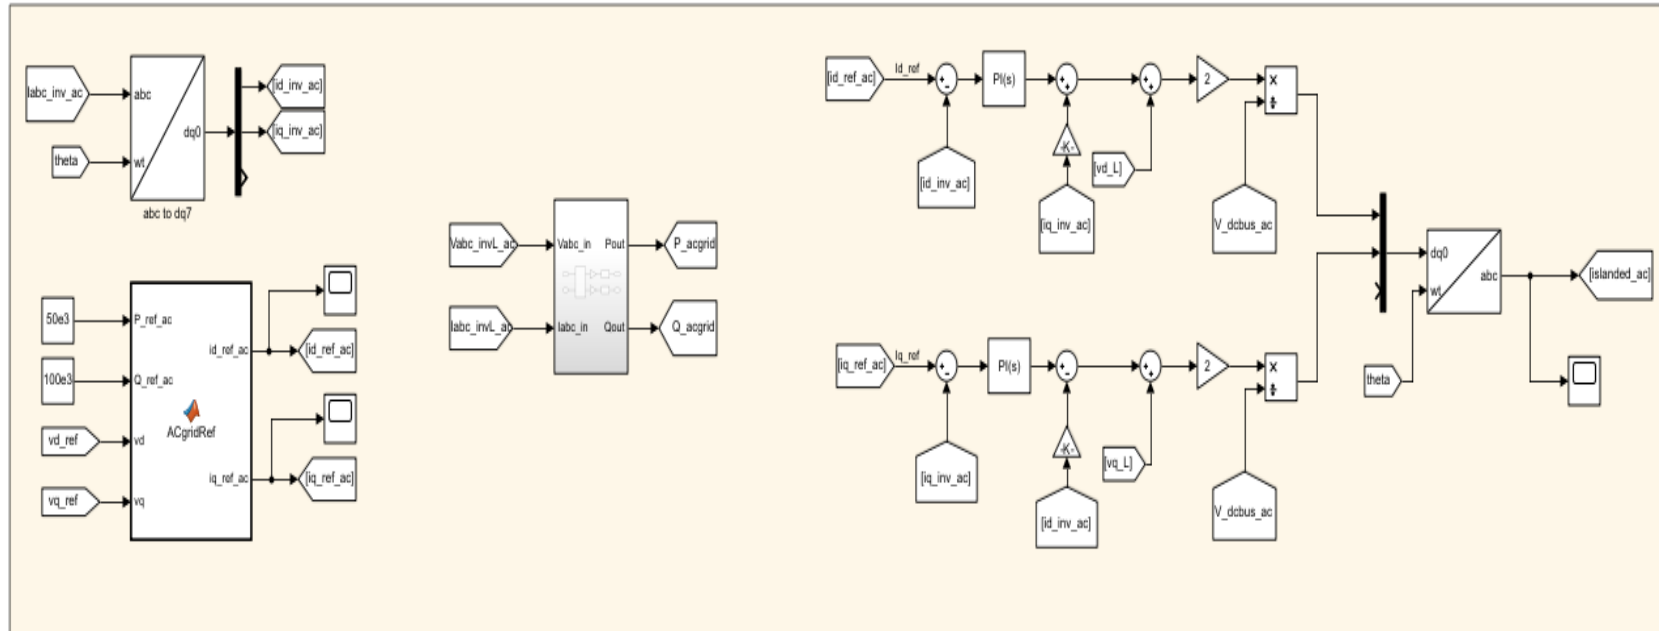 Iabc_inv_ac
abc
dq0
[id_inv_ac]
[iq_inv_ac]
theta
wt
abc to dq7
50e3
P_ref_ac
id_ref_ac
[id_ref_ac]
100e3
Q_ref_ac
ACgridRef
vd_ref
vd
iq_ref_ac
[iq_ref_ac]
vq_ref
vq
Vabc_invL_ac
Vabc_in
Pout
P_acgrid
Iabc_invL_ac
Iabc_in
Qout
Q_acgrid
[id_ref_ac]
Id_ref
+
-
PI(s)
+
+
+
+
2
×
÷
[id_inv_ac]
-K-
[iq_inv_ac]
[vd_L]
V_dcbus_ac
[iq_ref_ac]
Iq_ref
+
-
PI(s)
+
-
+
+
2
×
÷
[iq_inv_ac]
-K-
[id_inv_ac]
[vq_L]
V_dcbus_ac
dq0
abc
wt
theta
[islanded_ac]